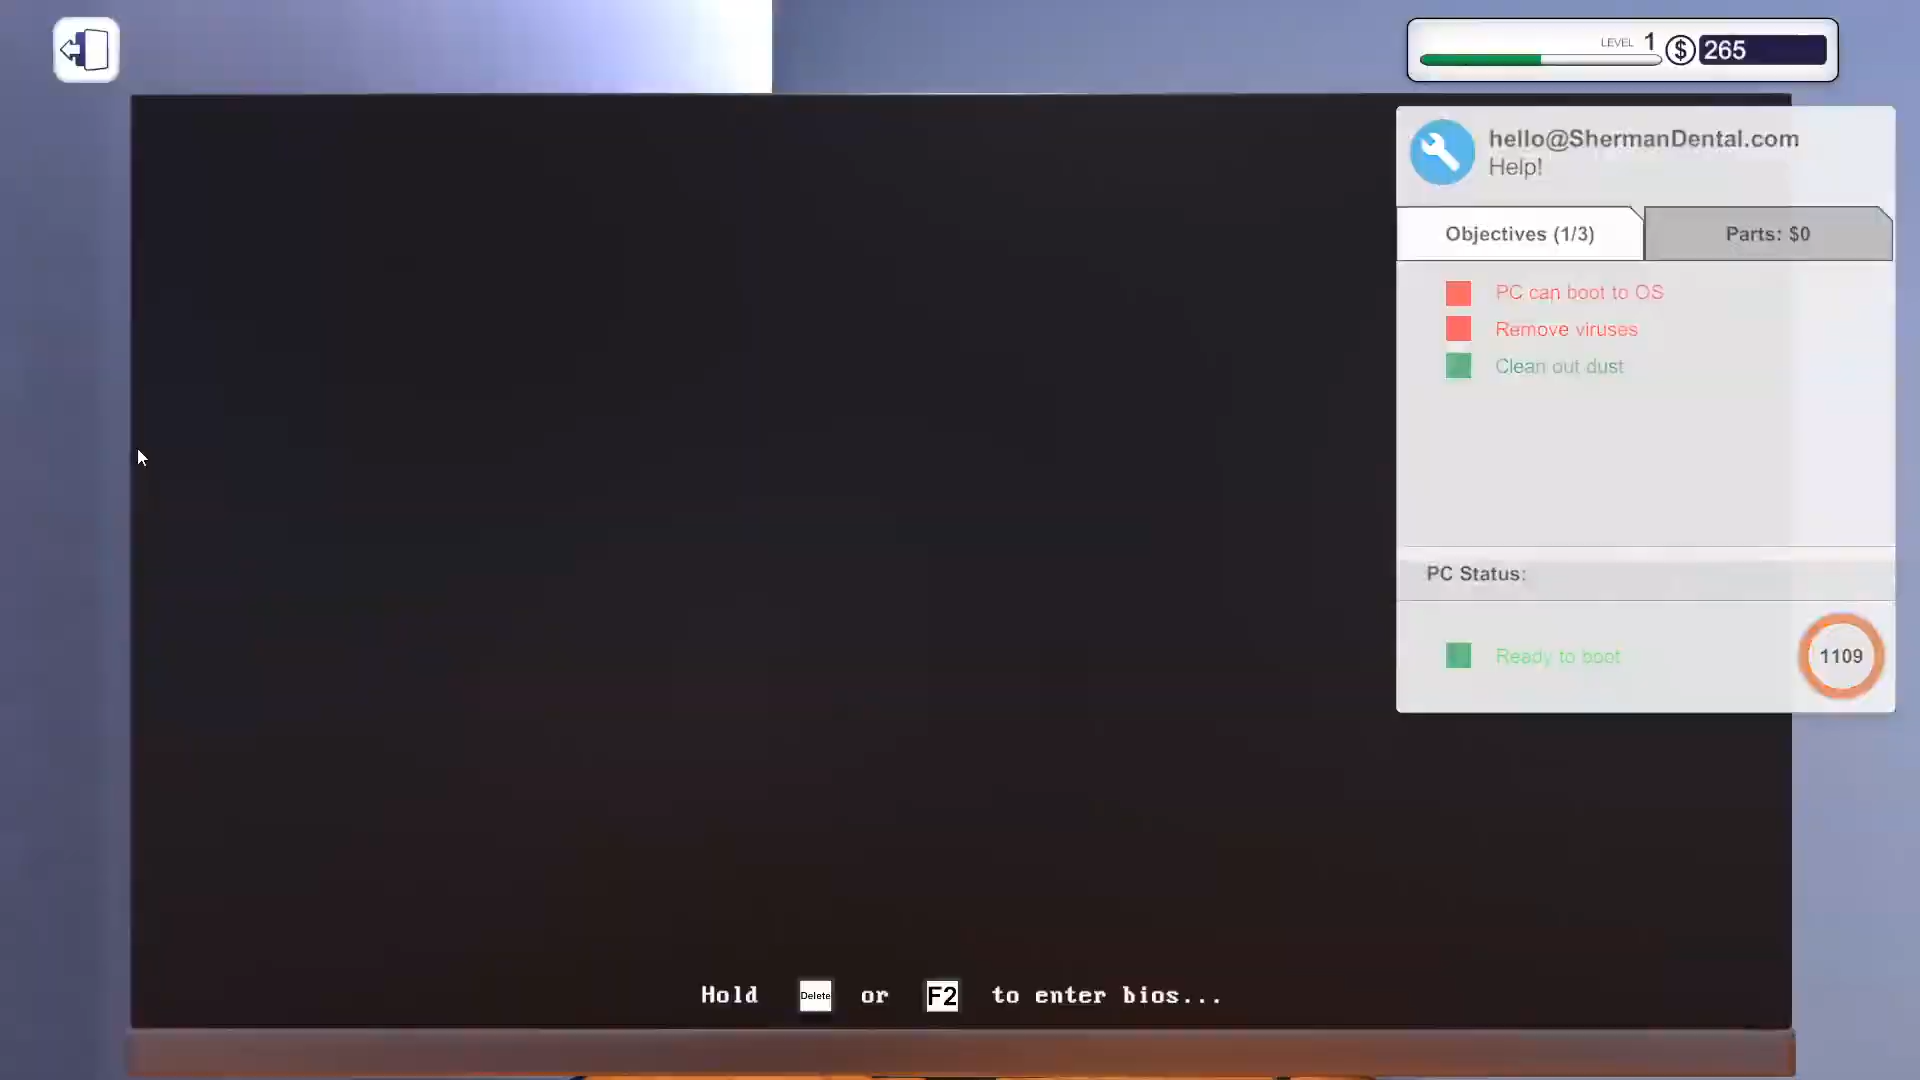 LEVEL 1 $ 265
hello@ShermanDental.com
Help!
Objectives (1/3)
Parts: $0
PC can boot to OS
Remove viruses
Clean out dust
PC Status:
Ready to boot
1109
Hold Delete or F2 to enter bios...